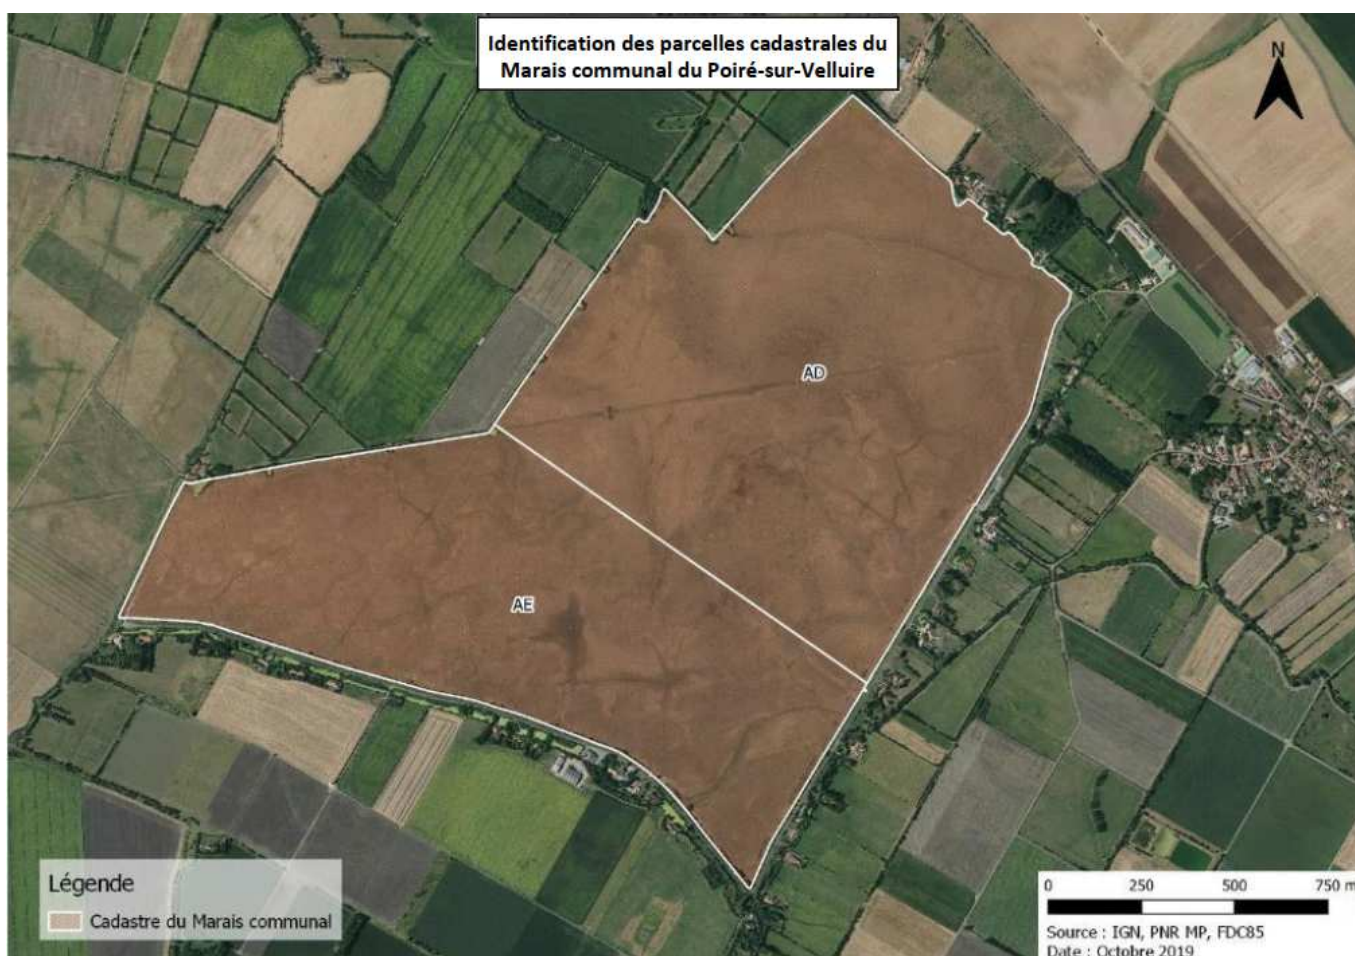 Identification des parcelles cadastrales du
Marais communal du Poiré-sur-Velluire
N
AD
AE
Légende
Cadastre du Marais communal
0 250 500 750 m
Source : IGN, PNR MP, FDC85
Date : Octobre 2019